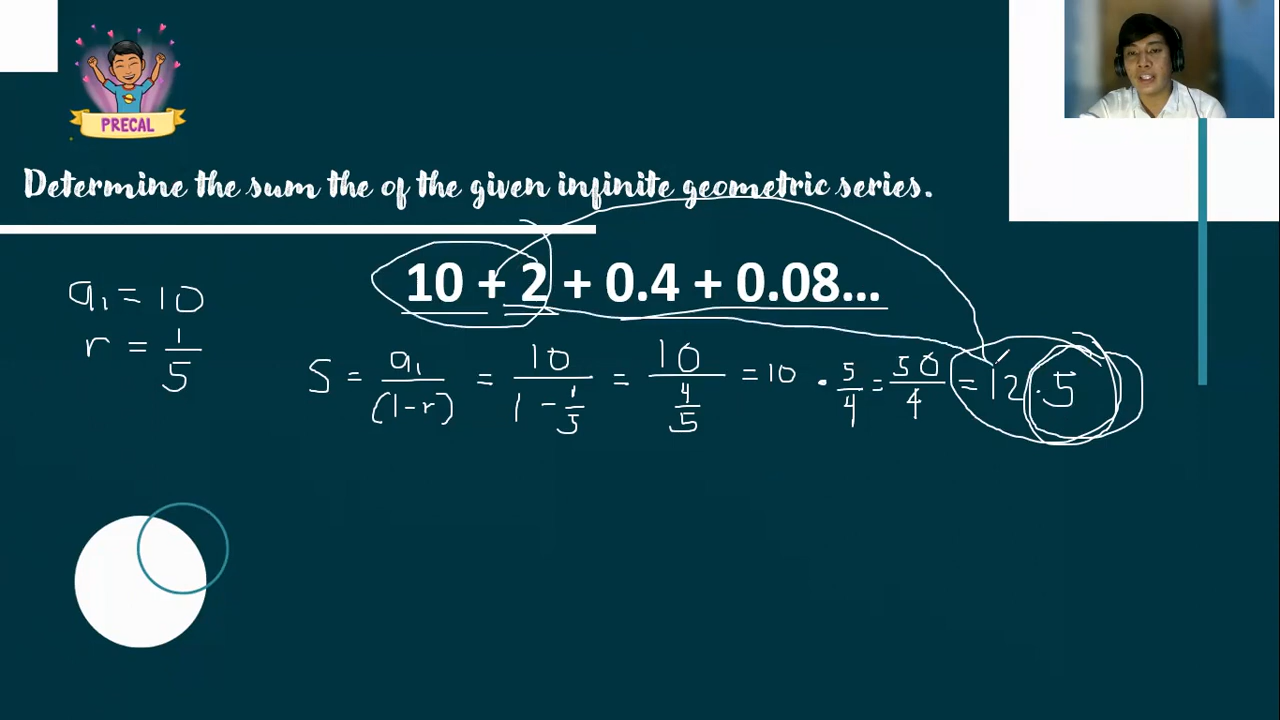 PRECAL
Determine the sum the of the given infinite geometric series.
10 + 2 + 0.4 + 0.08...
a₁ = 10
r = 1/5
S = a₁/(1-r) = 10/(1 - 1/5) = 10/(4/5) = 10 · 5/4 = 50/4 = 12.5